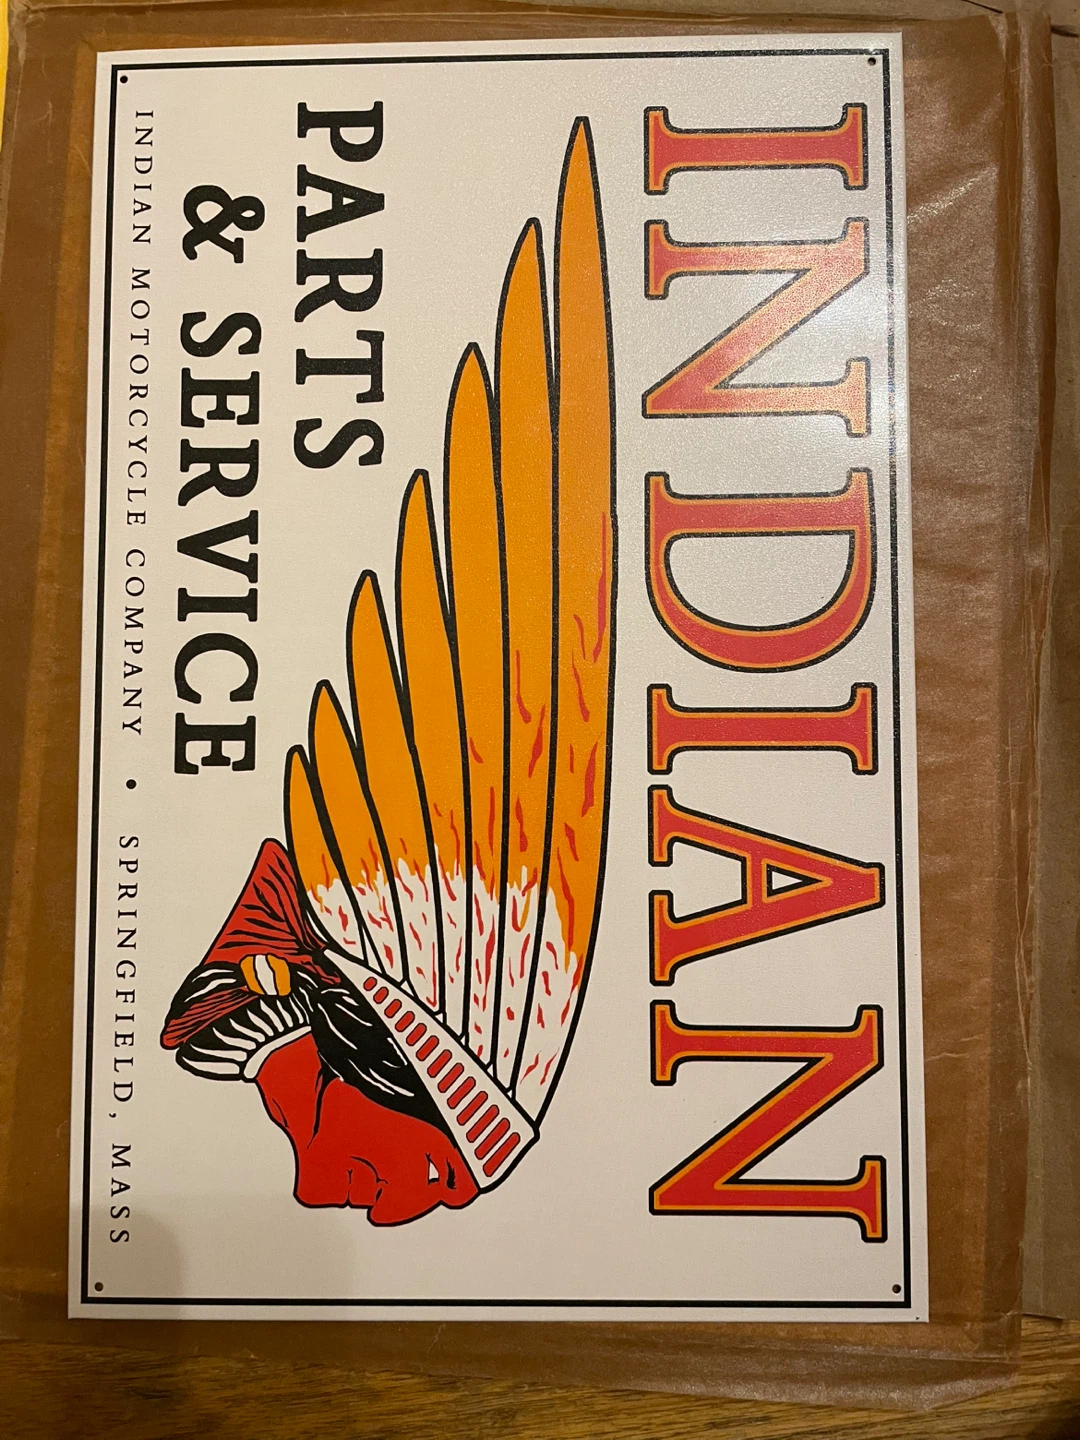 INDIAN
PARTS
& SERVICE
INDIAN MOTORCYCLE COMPANY • SPRINGFIELD, MASS